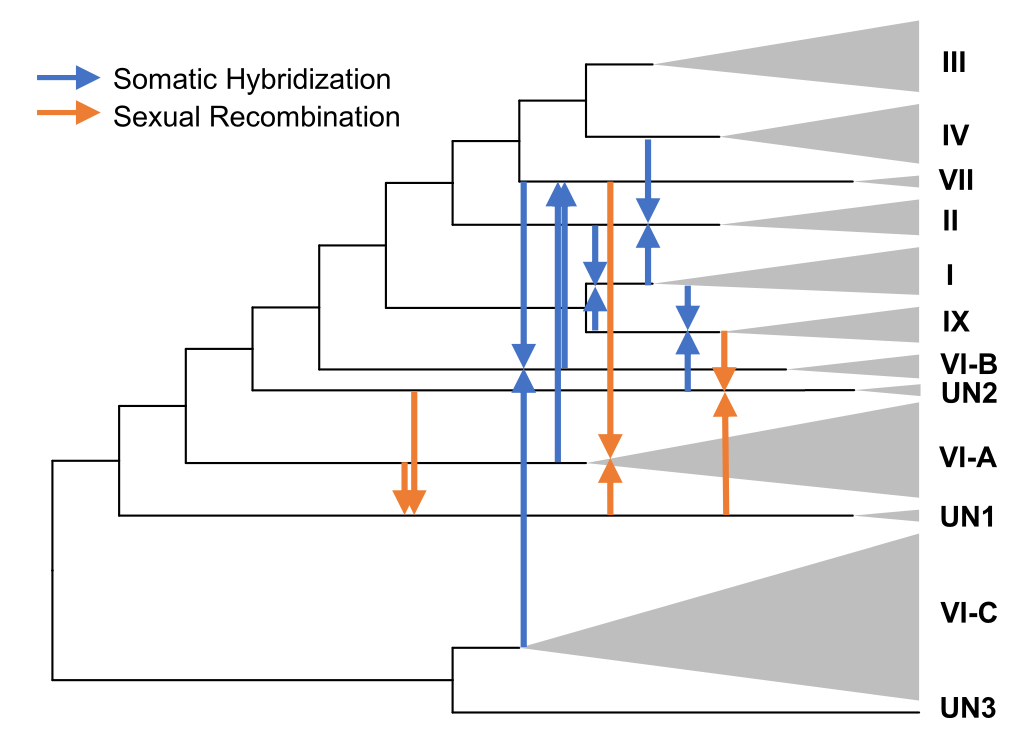 Somatic Hybridization
Sexual Recombination
III
IV
VII
II
I
IX
VI-B
UN2
VI-A
UN1
VI-C
UN3